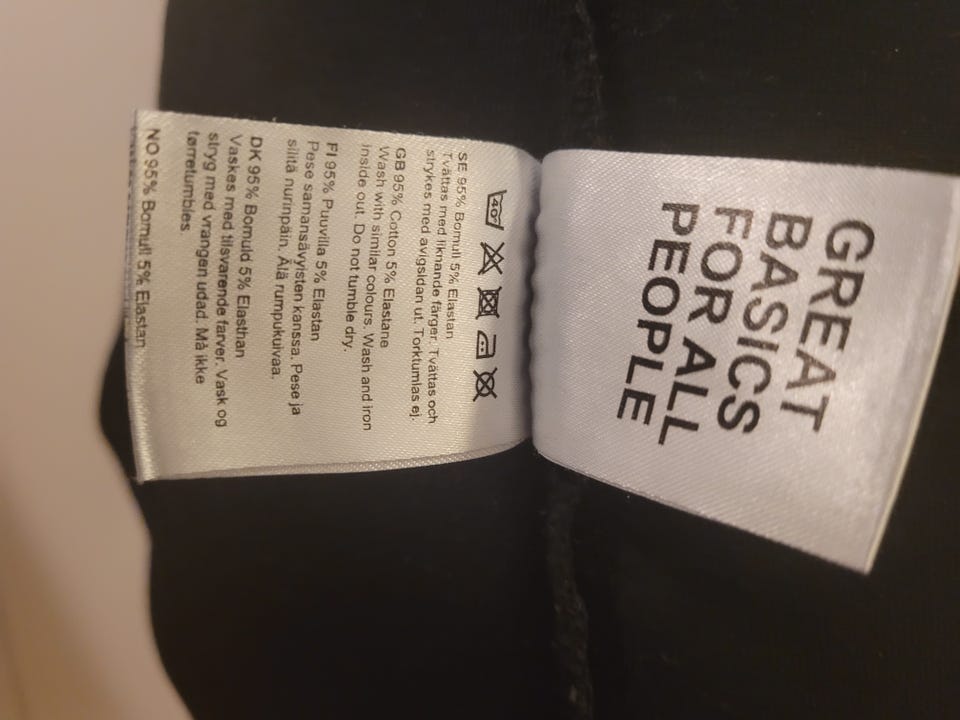 GREAT
BASICS
FOR ALL
PEOPLE
40
SE 95% Bomull 5% Elastan
Tvättas med liknande färger. Tvättas och
strykes med avigsidan ut. Torktumlas ej.
GB 95% Cotton 5% Elastane
Wash with similar colours. Wash and iron
inside out. Do not tumble dry.
FI 95% Puuvilla 5% Elastan
Pese samansävyisten kanssa. Pese ja
silitä nurinpäin. Älä rumpukuivaa.
DK 95% Bomuld 5% Elasthan
Vaskes med tilsvarende farver. Vask og
stryg med vrangen udad. Må ikke
tørretumbles
NO 95% Bomull 5% Elastan